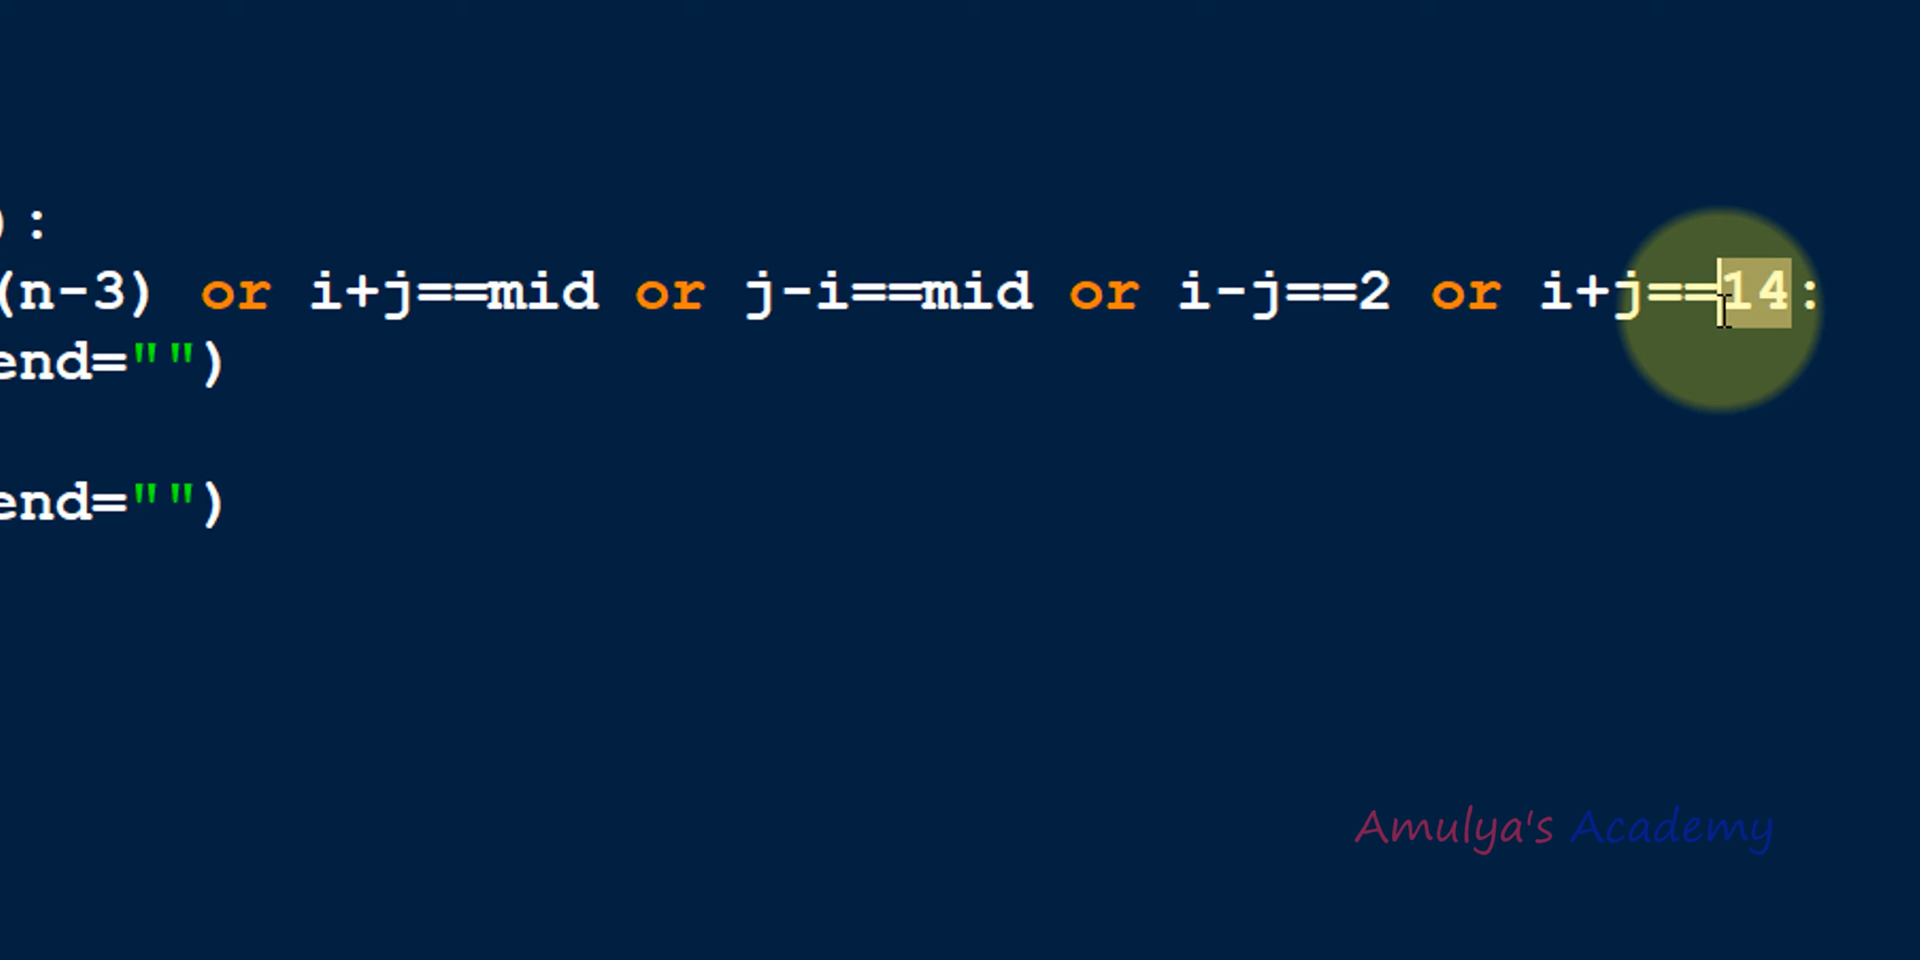 ):
(n-3) or i+j==mid or j-i==mid or i-j==2 or i+j==14:
end="")
end="")
Amulya's Academy